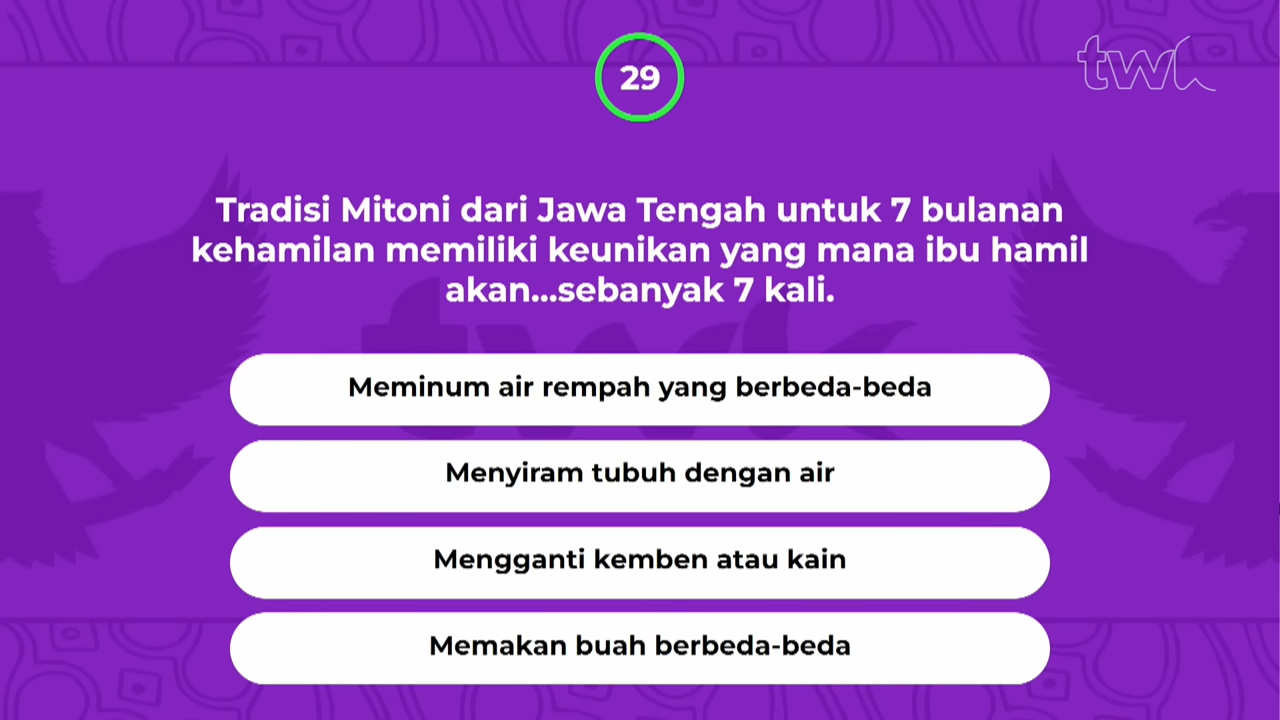 29
twk
Tradisi Mitoni dari Jawa Tengah untuk 7 bulanan
kehamilan memiliki keunikan yang mana ibu hamil
akan...sebanyak 7 kali.
twk
Meminum air rempah yang berbeda-beda
Menyiram tubuh dengan air
Mengganti kemben atau kain
Memakan buah berbeda-beda